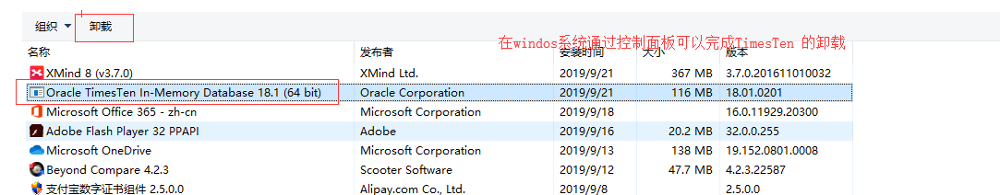 组织 卸载
在windos系统通过控制面板可以完成TimesTen 的卸载
名称 发布者 安装时间 大小 版本
XMind 8 (v3.7.0) XMind Ltd. 2019/9/21 367 MB 3.7.0.201611010032
Oracle TimesTen In-Memory Database 18.1 (64 bit) Oracle Corporation 2019/9/21 116 MB 18.01.0201
Microsoft Office 365 - zh-cn Microsoft Corporation 2019/9/18 16.0.11929.20300
Adobe Flash Player 32 PPAPI Adobe 2019/9/16 20.2 MB 32.0.0.255
Microsoft OneDrive Microsoft Corporation 2019/9/13 138 MB 19.152.0801.0008
Beyond Compare 4.2.3 Scooter Software 2019/9/12 47.7 MB 4.2.3.22587
支付宝数字证书组件 2.5.0.0 Alipay.com Co., Ltd. 2019/9/8 2.5.0.0